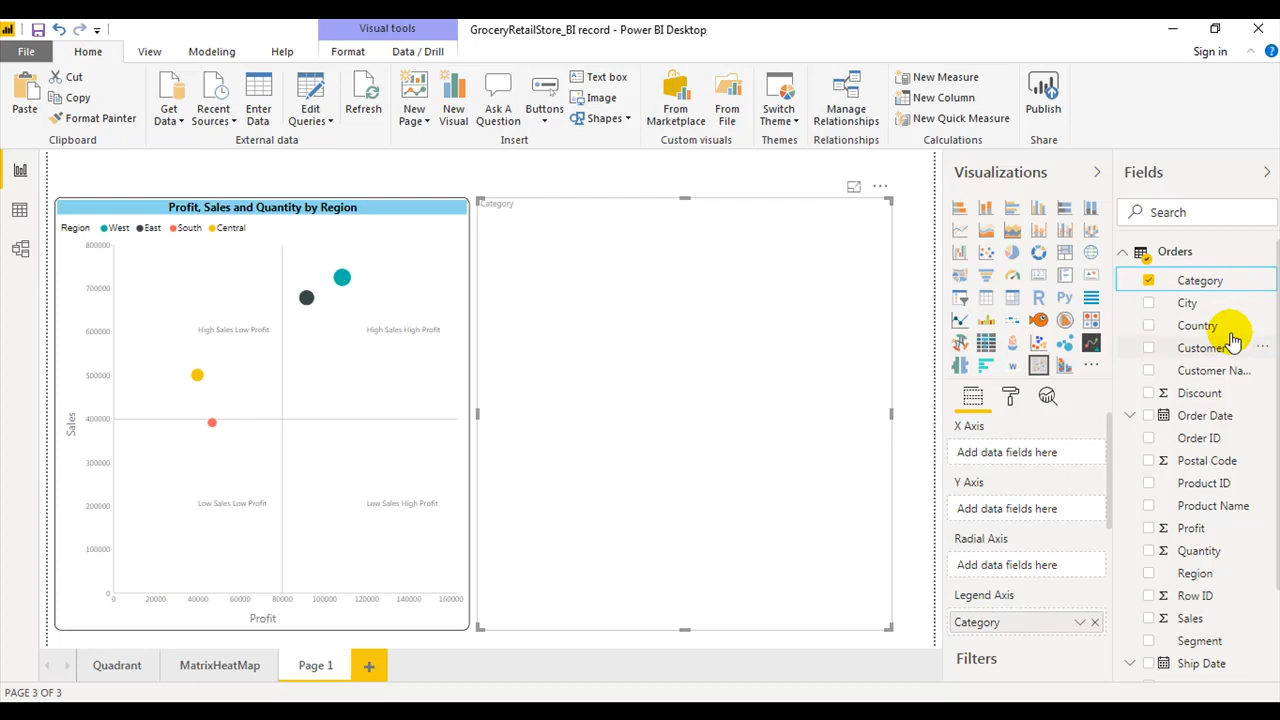 Visual tools
GroceryRetailStore_BI record - Power BI Desktop
File
Home
View
Modeling
Help
Format
Data / Drill
Sign in
Paste
Cut
Copy
Format Painter
Clipboard
Get Data
Recent Sources
Enter Data
Edit Queries
Refresh
External data
New Page
New Visual
Ask A Question
Buttons
Text box
Image
Shapes
Insert
From Marketplace
From File
Custom visuals
Switch Theme
Themes
Manage Relationships
Relationships
New Measure
New Column
New Quick Measure
Calculations
Publish
Share
Profit, Sales and Quantity by Region
Region West East South Central
800000
700000
600000
500000
400000
300000
200000
100000
0
Sales
High Sales Low Profit
High Sales High Profit
Low Sales Low Profit
Low Sales High Profit
0 20000 40000 60000 80000 100000 120000 140000 160000
Profit
Category
Visualizations
R
Py
X Axis
Add data fields here
Y Axis
Add data fields here
Radial Axis
Add data fields here
Legend Axis
Category
Filters
Fields
Search
Orders
Category
City
Country
Customer
Customer Na...
Discount
Order Date
Order ID
Postal Code
Product ID
Product Name
Profit
Quantity
Region
Row ID
Sales
Segment
Ship Date
Quadrant
MatrixHeatMap
Page 1
PAGE 3 OF 3